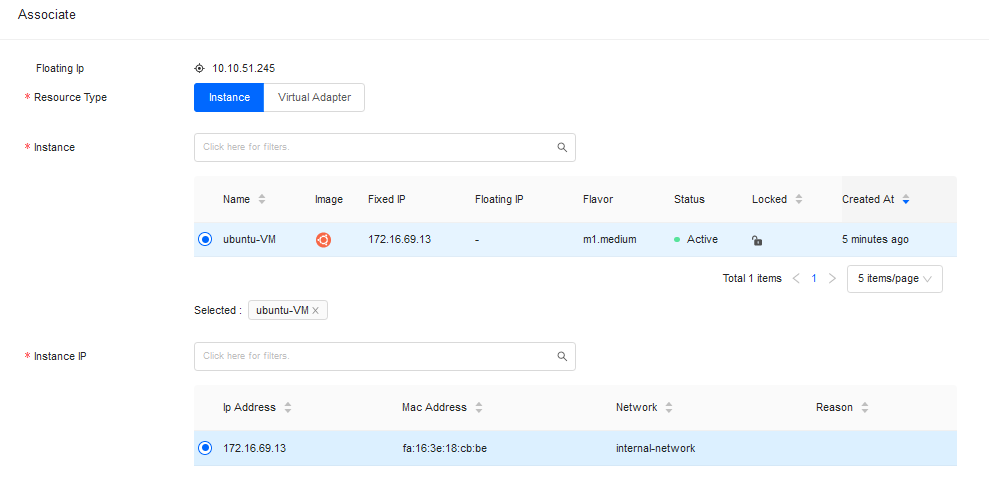 Associate
Floating Ip 10.10.51.245
* Resource Type Instance Virtual Adapter
* Instance Click here for filters.
Name Image Fixed IP Floating IP Flavor Status Locked Created At
ubuntu-VM 172.16.69.13 - m1.medium Active 5 minutes ago
Total 1 items 1 5 items/page
Selected : ubuntu-VM
* Instance IP Click here for filters.
Ip Address Mac Address Network Reason
172.16.69.13 fa:16:3e:18:cb:be internal-network